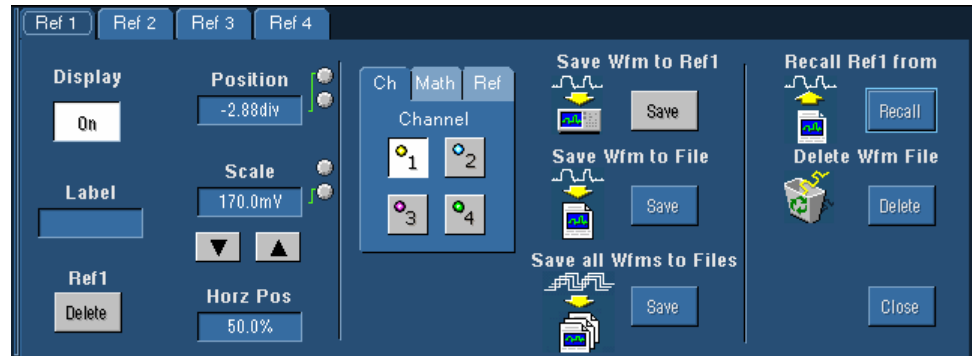 Ref 1 Ref 2 Ref 3 Ref 4
Display
On
Label
Ref1
Delete
Position
-2.88div
Scale
170.0mV
Horz Pos
50.0%
Ch Math Ref
Channel
1 2
3 4
Save Wfm to Ref1
Save
Save Wfm to File
Save
Save all Wfms to Files
Save
Recall Ref1 from
Recall
Delete Wfm File
Delete
Close